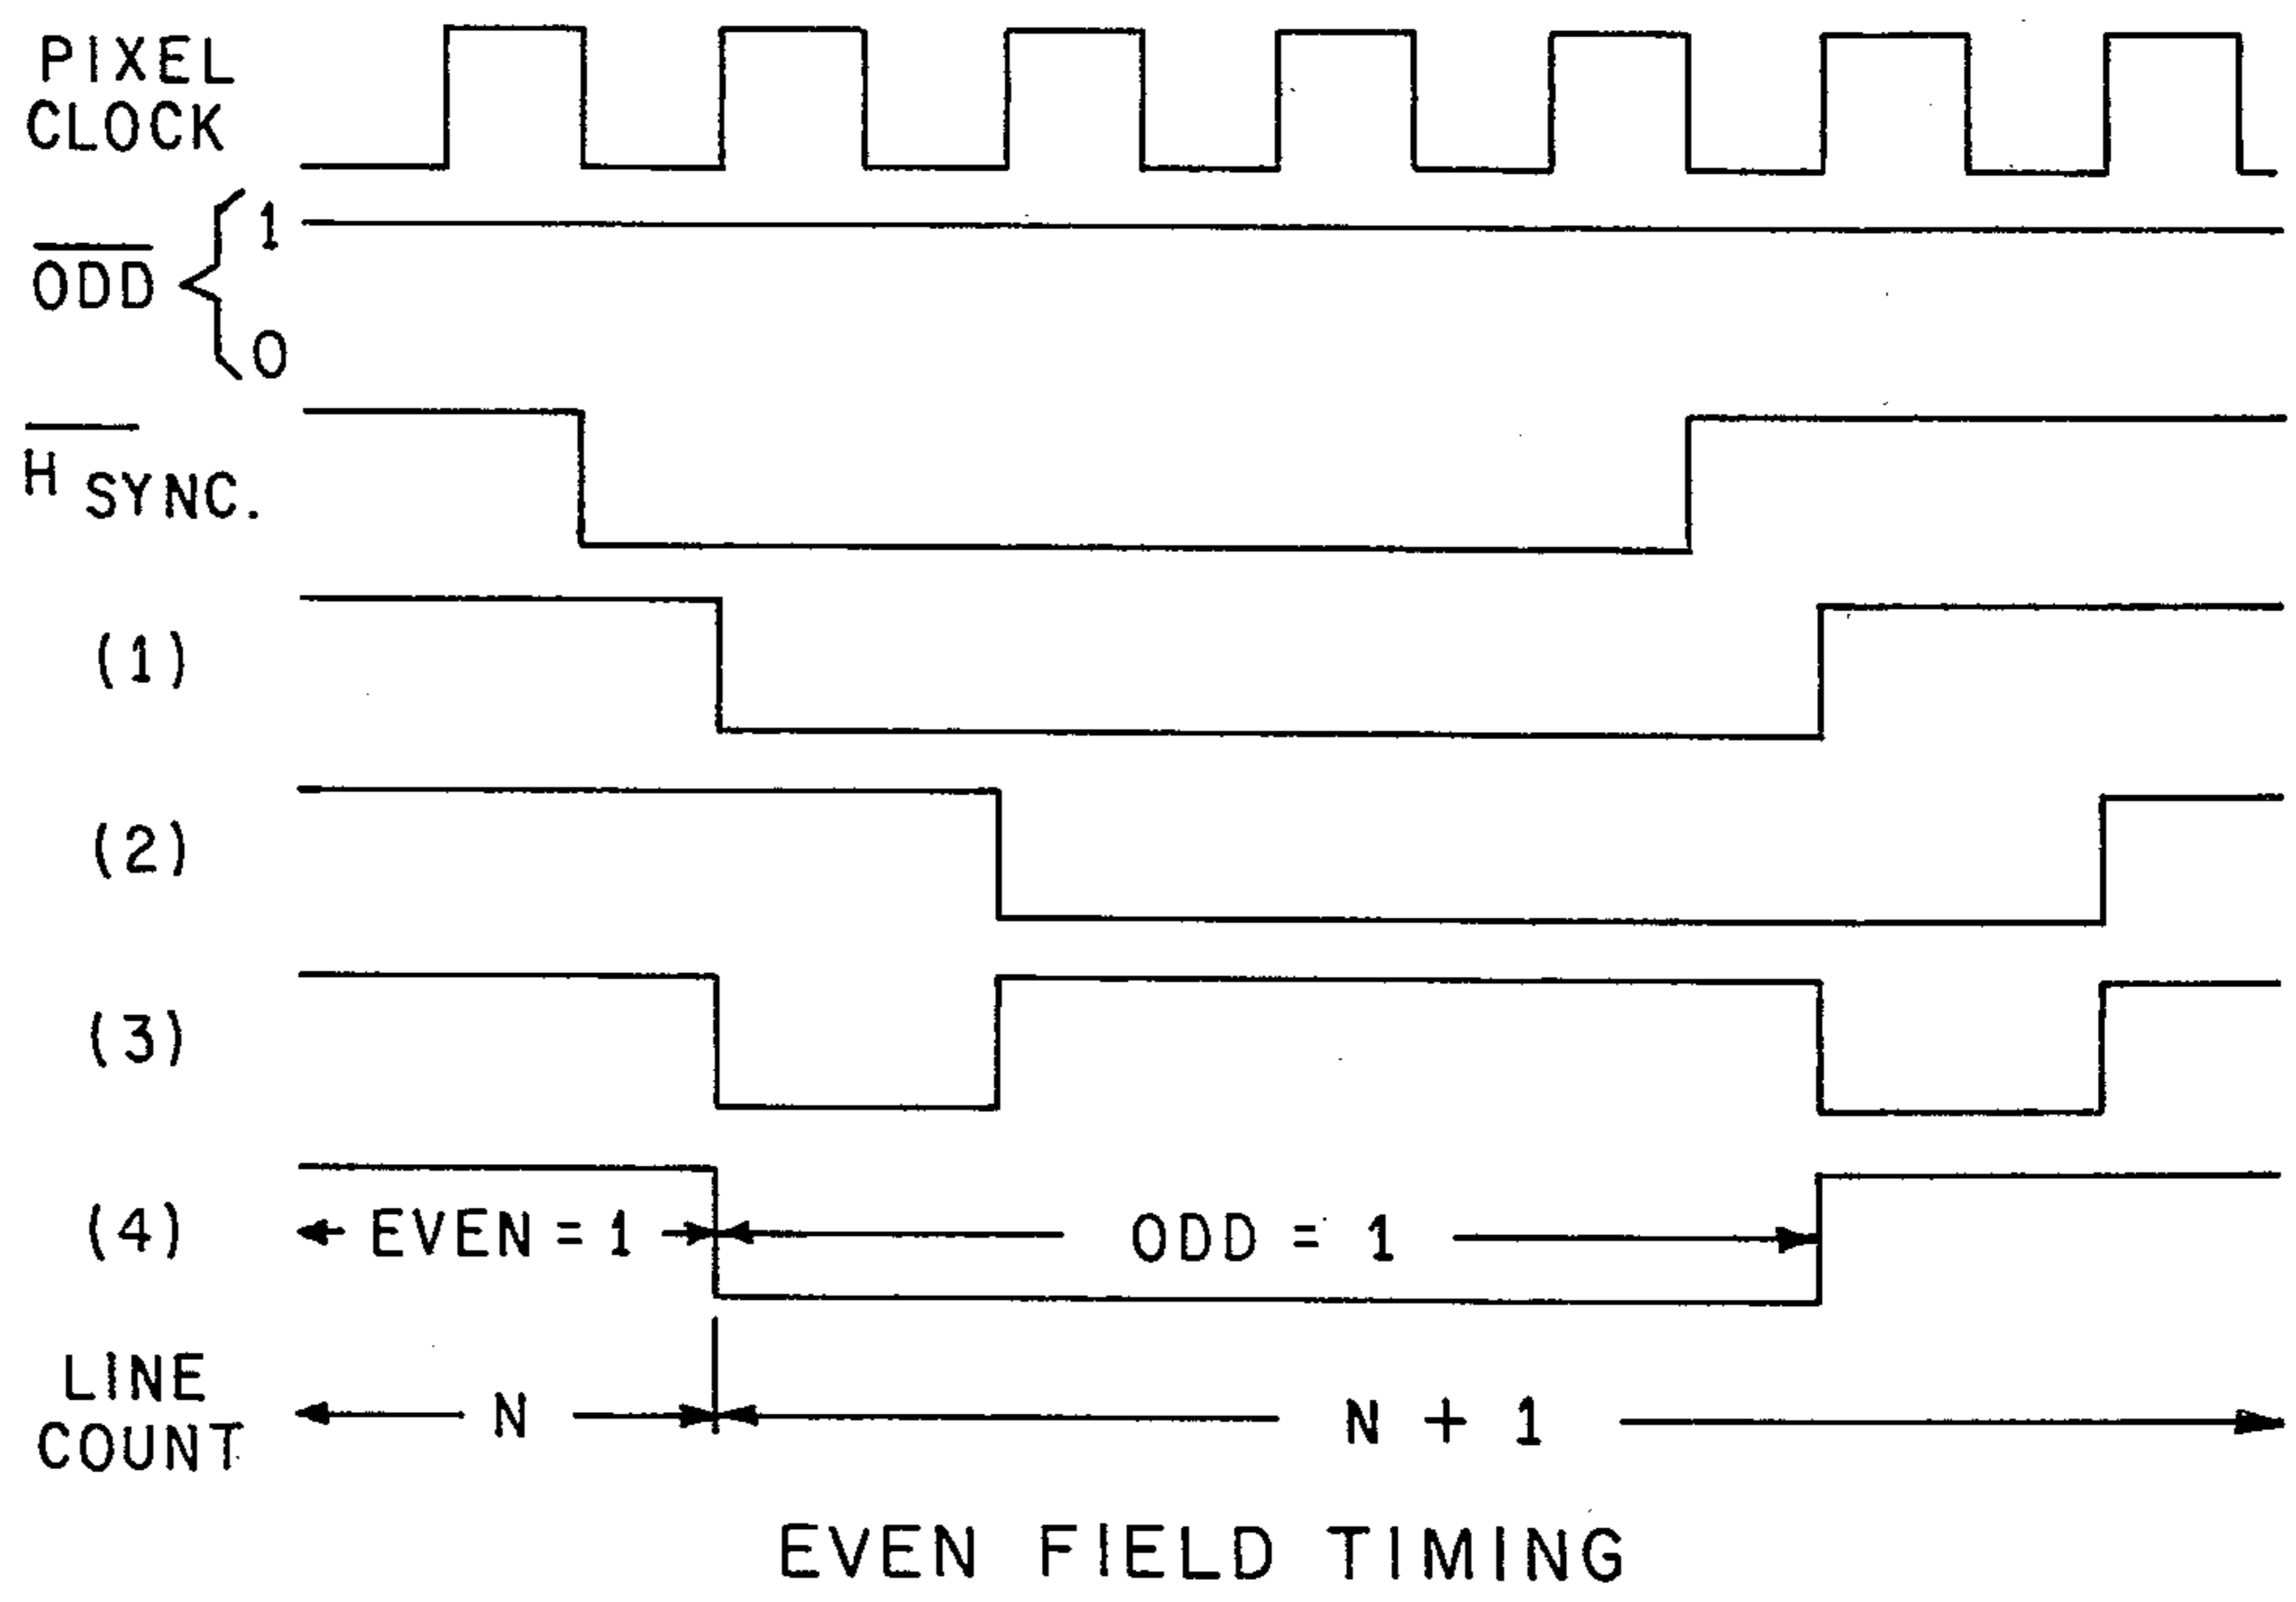 PIXEL
CLOCK
ODD
1
0
H SYNC.
(1)
(2)
(3)
(4)
EVEN = 1
ODD = 1
LINE
COUNT
N
N + 1
EVEN FIELD TIMING